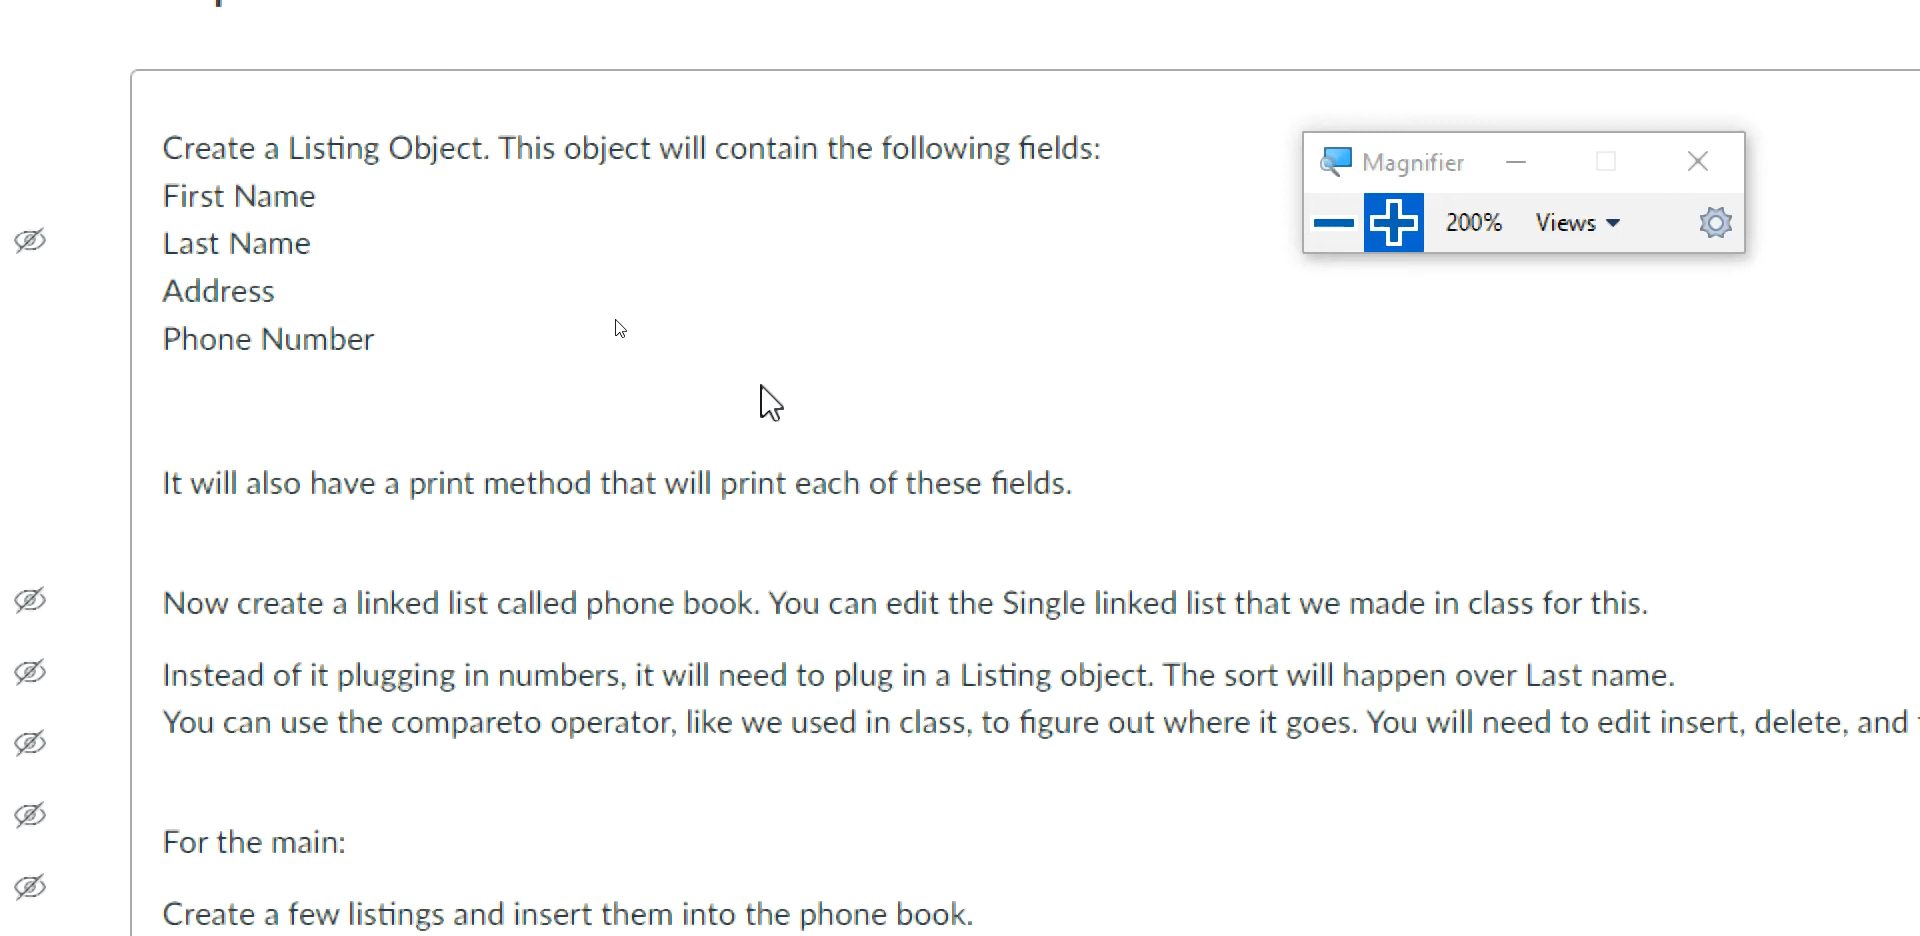 Create a Listing Object. This object will contain the following fields:
First Name
Last Name
Address
Phone Number
Magnifier
200% Views
It will also have a print method that will print each of these fields.
Now create a linked list called phone book. You can edit the Single linked list that we made in class for this.
Instead of it plugging in numbers, it will need to plug in a Listing object. The sort will happen over Last name.
You can use the compareto operator, like we used in class, to figure out where it goes. You will need to edit insert, delete, and
For the main:
Create a few listings and insert them into the phone book.